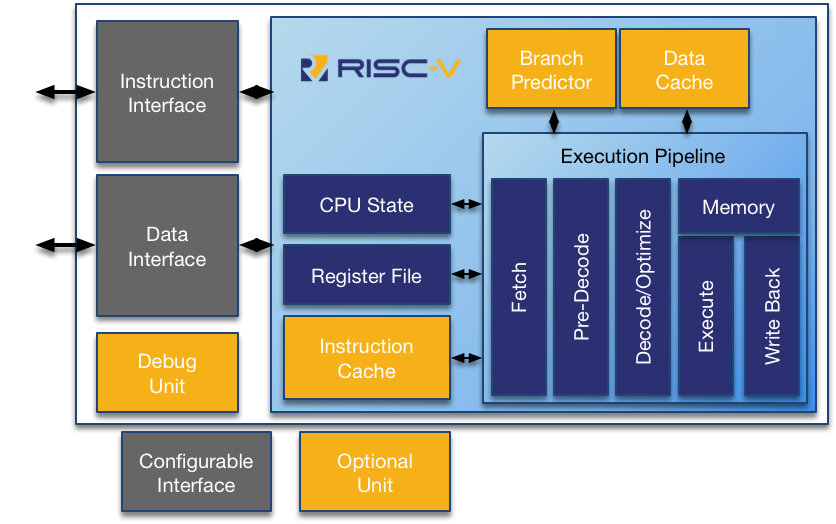 Instruction
Interface
RISC-V
Branch
Predictor
Data
Cache
Execution Pipeline
Data
Interface
CPU State
Register File
Instruction
Cache
Fetch
Pre-Decode
Decode/Optimize
Memory
Execute
Write Back
Debug
Unit
Configurable
Interface
Optional
Unit